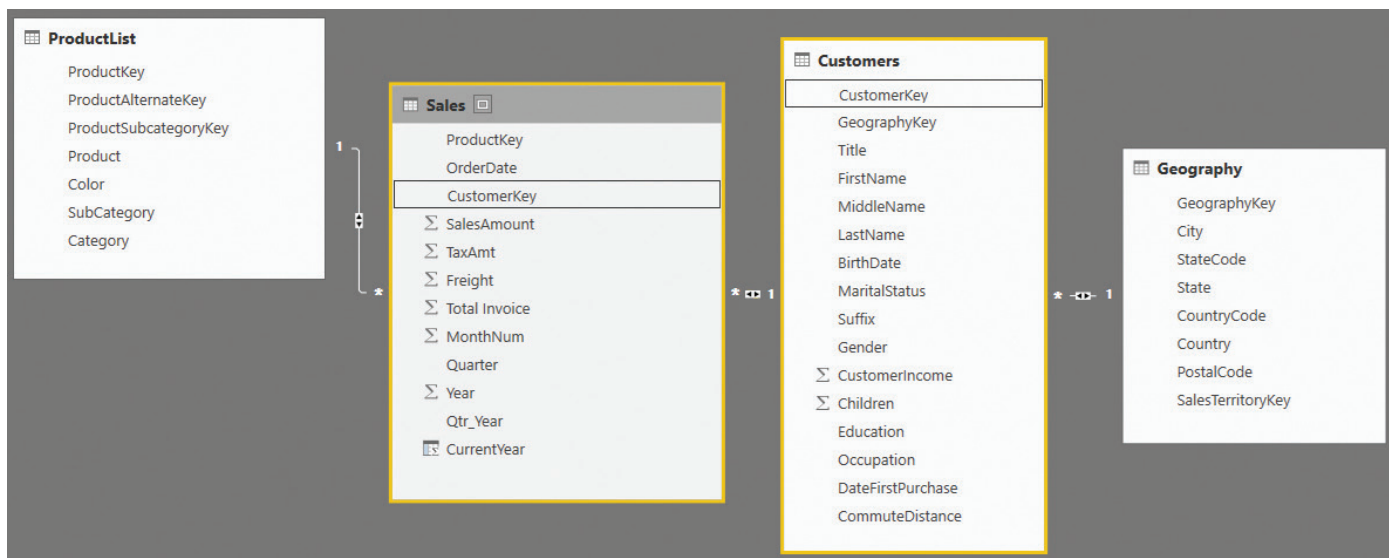 ProductList
ProductKey
ProductAlternateKey
ProductSubcategoryKey
Product
Color
SubCategory
Category
1
*
Sales
ProductKey
OrderDate
CustomerKey
SalesAmount
TaxAmt
Freight
Total Invoice
MonthNum
Quarter
Year
Qtr_Year
CurrentYear
* 1
Customers
CustomerKey
GeographyKey
Title
FirstName
MiddleName
LastName
BirthDate
MaritalStatus
Suffix
Gender
CustomerIncome
Children
Education
Occupation
DateFirstPurchase
CommuteDistance
* 1
Geography
GeographyKey
City
StateCode
State
CountryCode
Country
PostalCode
SalesTerritoryKey